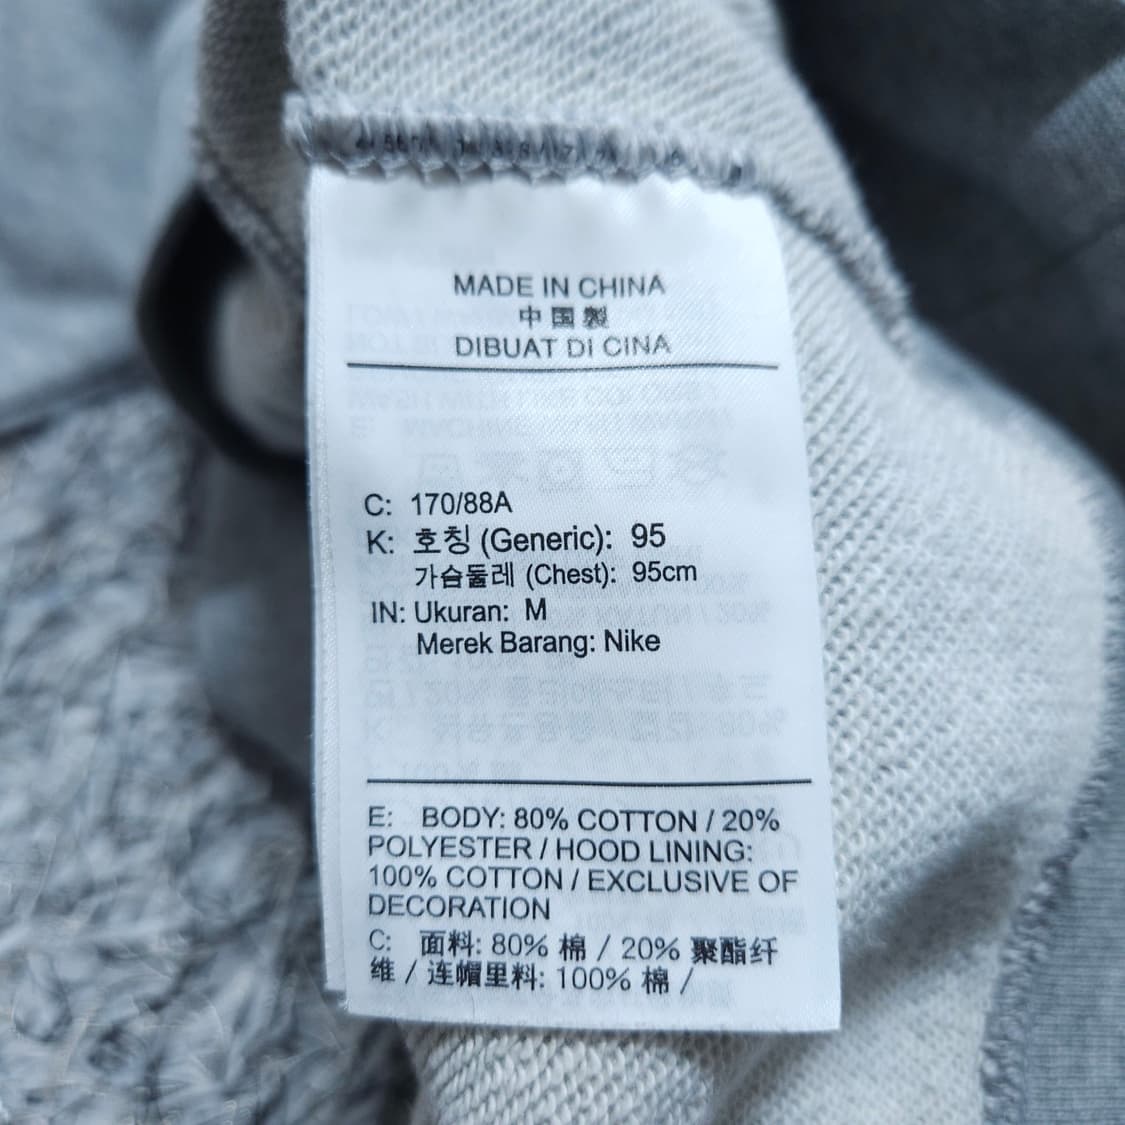 MADE IN CHINA
中国製
DIBUAT DI CINA
C: 170/88A
K: 호칭 (Generic): 95
가슴둘레 (Chest): 95cm
IN: Ukuran: M
Merek Barang: Nike
E: BODY: 80% COTTON / 20%
POLYESTER / HOOD LINING:
100% COTTON / EXCLUSIVE OF
DECORATION
C: 面料: 80% 棉 / 20% 聚酯纤
维 / 连帽里料: 100% 棉 /